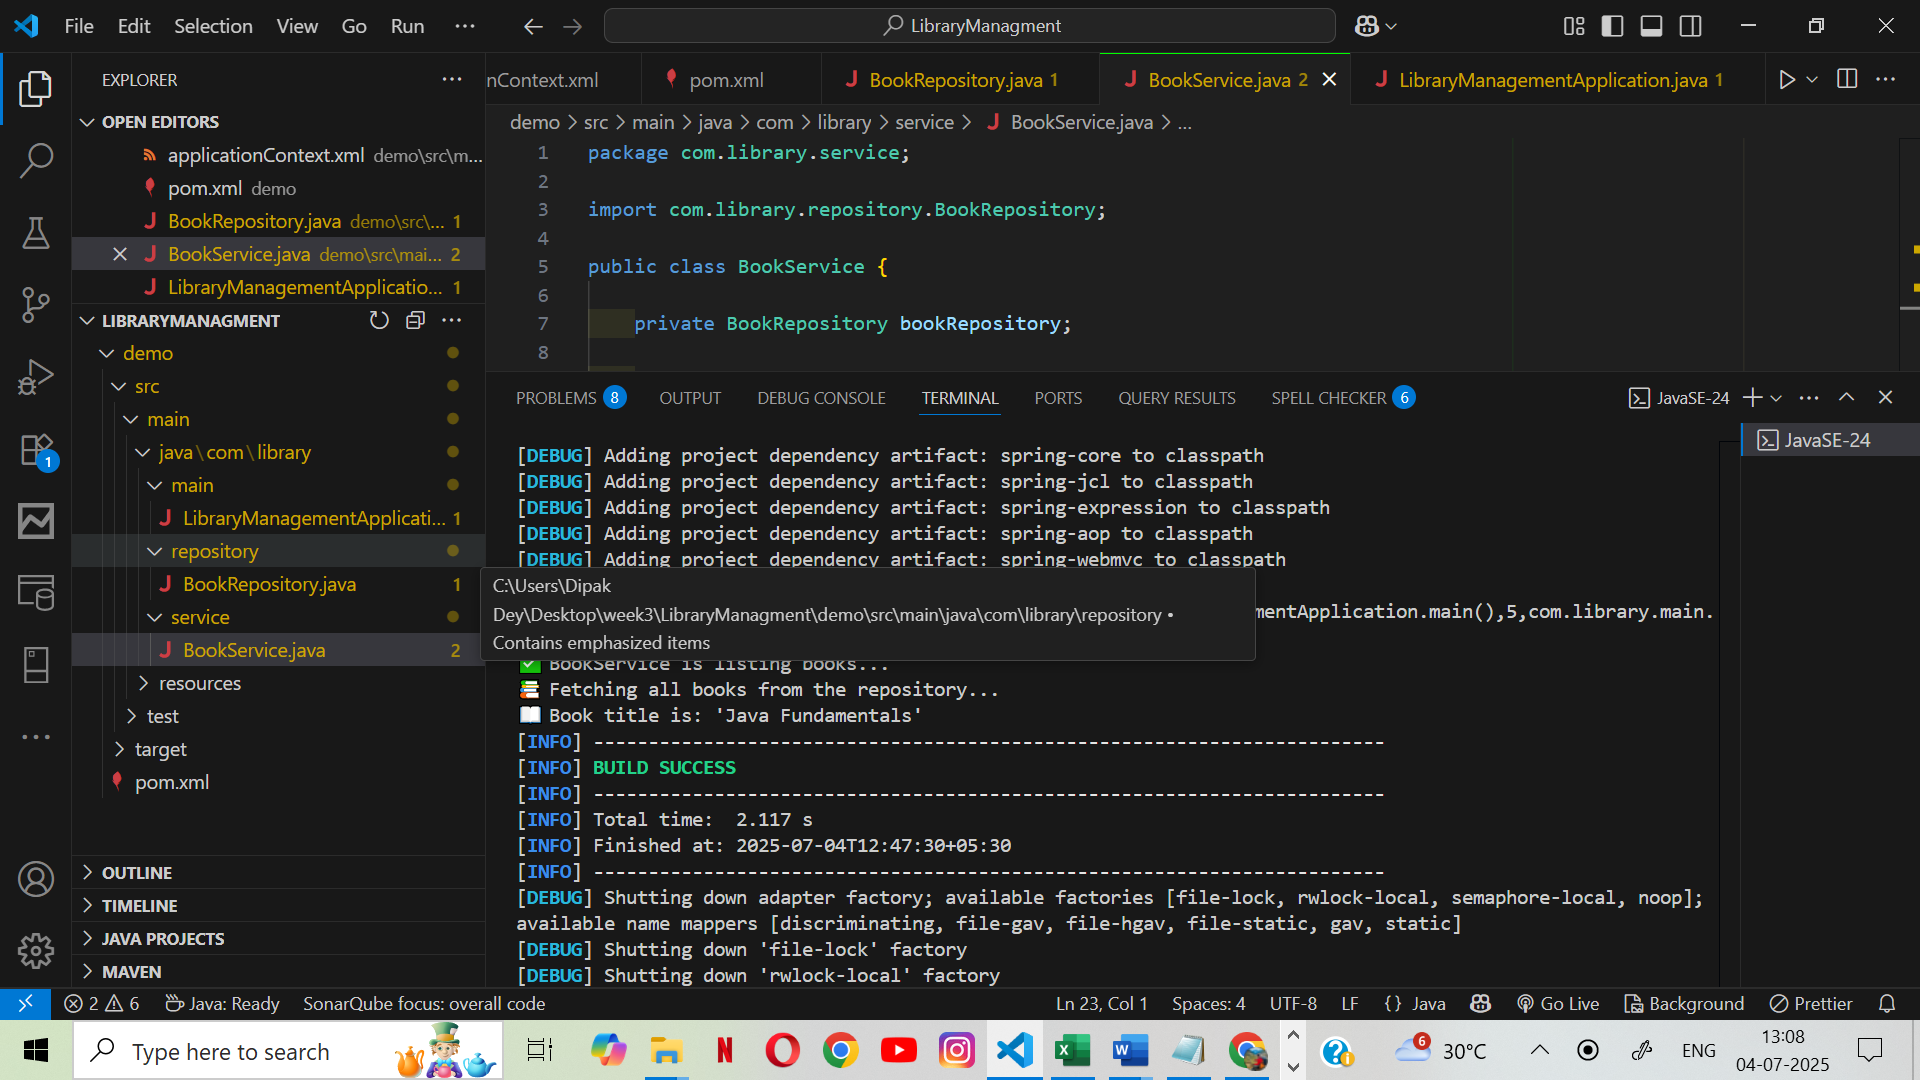 File Edit Selection View Go Run ···
LibraryManagment
EXPLORER
OPEN EDITORS
applicationContext.xml demo\src\m...
pom.xml demo
BookRepository.java demo\src\... 1
BookService.java demo\src\mai... 2
LibraryManagementApplicatio... 1
LIBRARYMANAGMENT
demo
src
main
java\com\library
main
LibraryManagementApplicati... 1
repository
BookRepository.java 1
service
BookService.java 2
resources
test
target
pom.xml
OUTLINE
TIMELINE
JAVA PROJECTS
MAVEN
1
nContext.xml pom.xml BookRepository.java 1 BookService.java 2 LibraryManagementApplication.java 1
demo > src > main > java > com > library > service > BookService.java > ...
1 package com.library.service;
2
3 import com.library.repository.BookRepository;
4
5 public class BookService {
6
7 private BookRepository bookRepository;
8
PROBLEMS 8 OUTPUT DEBUG CONSOLE TERMINAL PORTS QUERY RESULTS SPELL CHECKER 6
JavaSE-24
JavaSE-24
[DEBUG] Adding project dependency artifact: spring-core to classpath
[DEBUG] Adding project dependency artifact: spring-jcl to classpath
[DEBUG] Adding project dependency artifact: spring-expression to classpath
[DEBUG] Adding project dependency artifact: spring-aop to classpath
[DEBUG] Adding project dependency artifact: spring-webmvc to classpath
C:\Users\Dipak
Dey\Desktop\week3\LibraryManagment\demo\src\main\java\com\library\repository •
Contains emphasized items
mentApplication.main(),5,com.library.main.
✅ BookService is listing books...
📚 Fetching all books from the repository...
📖 Book title is: 'Java Fundamentals'
[INFO] ------------------------------------------------------------------------
[INFO] BUILD SUCCESS
[INFO] ------------------------------------------------------------------------
[INFO] Total time:  2.117 s
[INFO] Finished at: 2025-07-04T12:47:30+05:30
[INFO] ------------------------------------------------------------------------
[DEBUG] Shutting down adapter factory; available factories [file-lock, rwlock-local, semaphore-local, noop];
available name mappers [discriminating, file-gav, file-hgav, file-static, gav, static]
[DEBUG] Shutting down 'file-lock' factory
[DEBUG] Shutting down 'rwlock-local' factory
2 6 Java: Ready SonarQube focus: overall code Ln 23, Col 1 Spaces: 4 UTF-8 LF {} Java Go Live Background Prettier
Type here to search
6 30°C ENG
13:08
04-07-2025